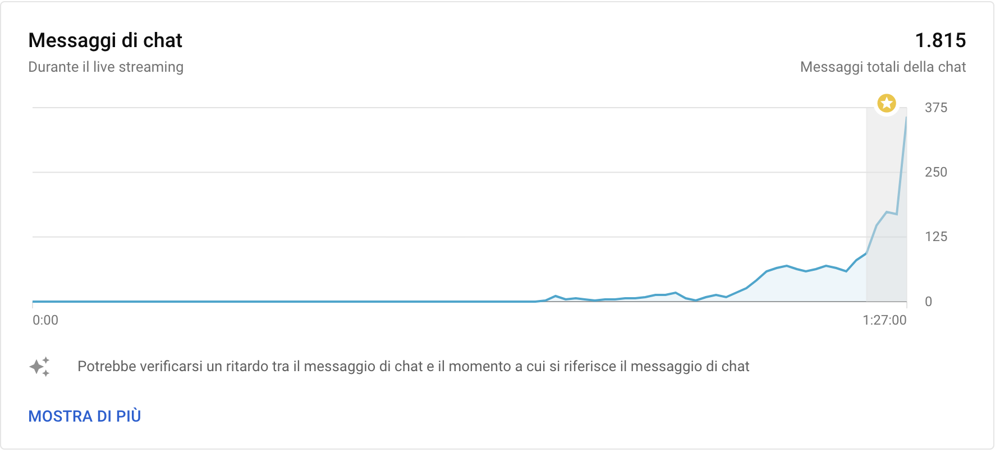 Messaggi di chat
1.815
Durante il live streaming
Messaggi totali della chat
375
250
125
0
0:00
1:27:00
Potrebbe verificarsi un ritardo tra il messaggio di chat e il momento a cui si riferisce il messaggio di chat
MOSTRA DI PIÙ